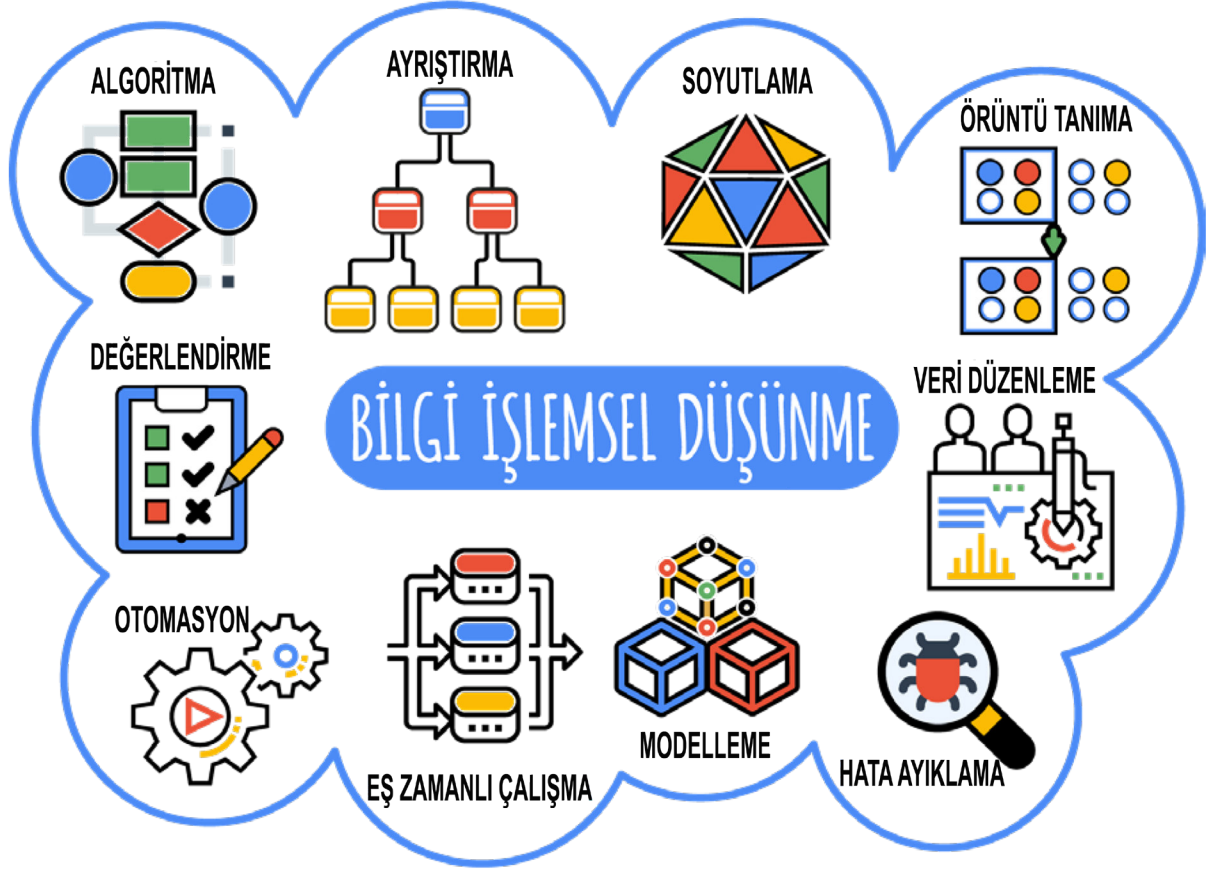 ALGORİTMA
AYRIŞTIRMA
SOYUTLAMA
ÖRÜNTÜ TANIMA
DEĞERLENDİRME
BİLGİ İŞLEMSEL DÜŞÜNME
VERİ DÜZENLEME
OTOMASYON
EŞ ZAMANLI ÇALIŞMA
MODELLEME
HATA AYIKLAMA